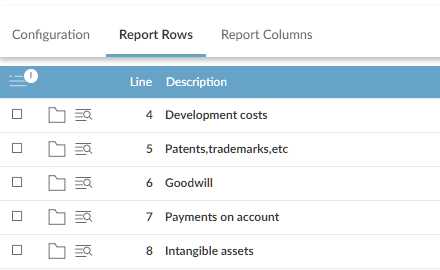 Configuration Report Rows Report Columns
Line Description
4 Development costs
5 Patents,trademarks,etc
6 Goodwill
7 Payments on account
8 Intangible assets